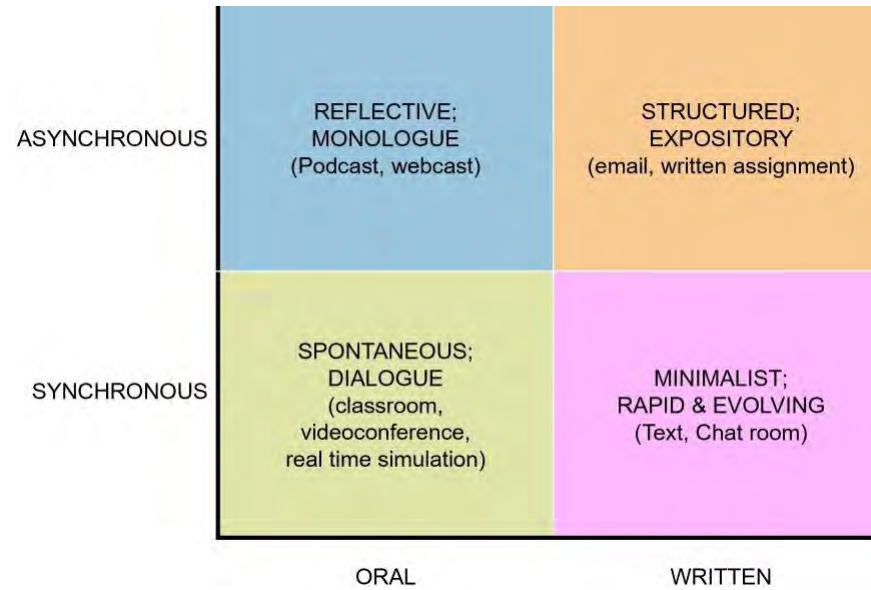 ASYNCHRONOUS
REFLECTIVE;
MONOLOGUE
(Podcast, webcast)
STRUCTURED;
EXPOSITORY
(email, written assignment)
SYNCHRONOUS
SPONTANEOUS;
DIALOGUE
(classroom,
videoconference,
real time simulation)
MINIMALIST;
RAPID & EVOLVING
(Text, Chat room)
ORAL
WRITTEN